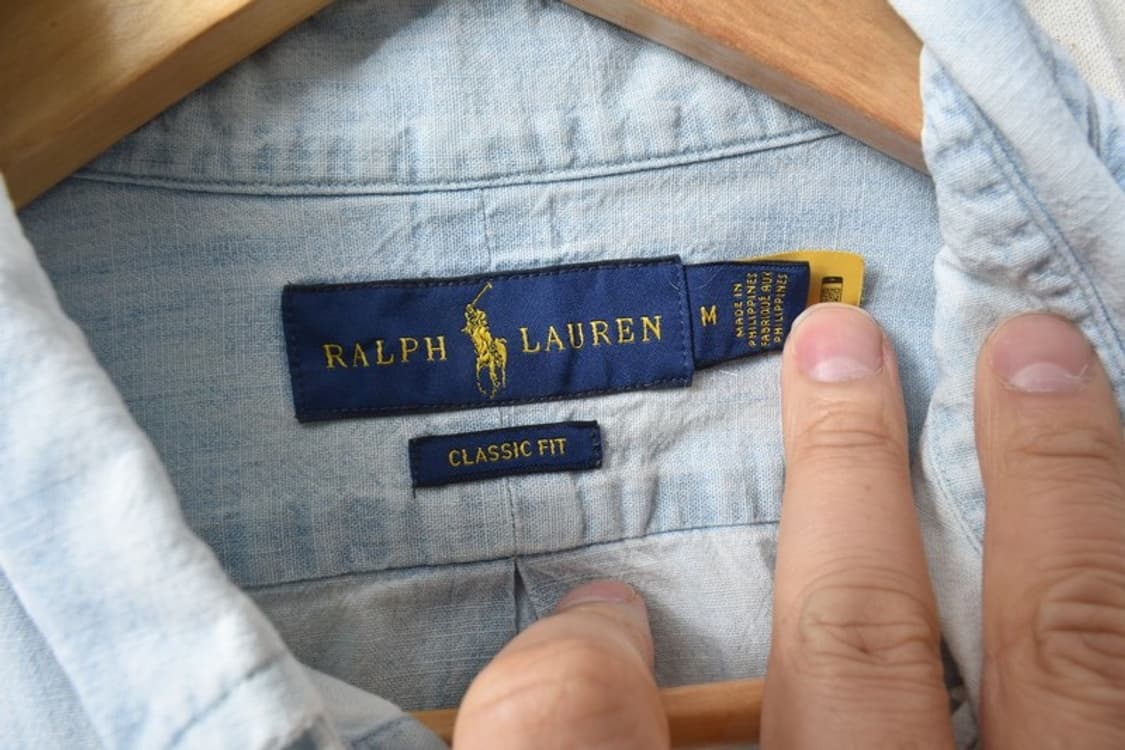 RALPH LAUREN
M
MADE IN
PHILIPPINES
FABRIQUÉ AUX
PHILIPPINES
CLASSIC FIT